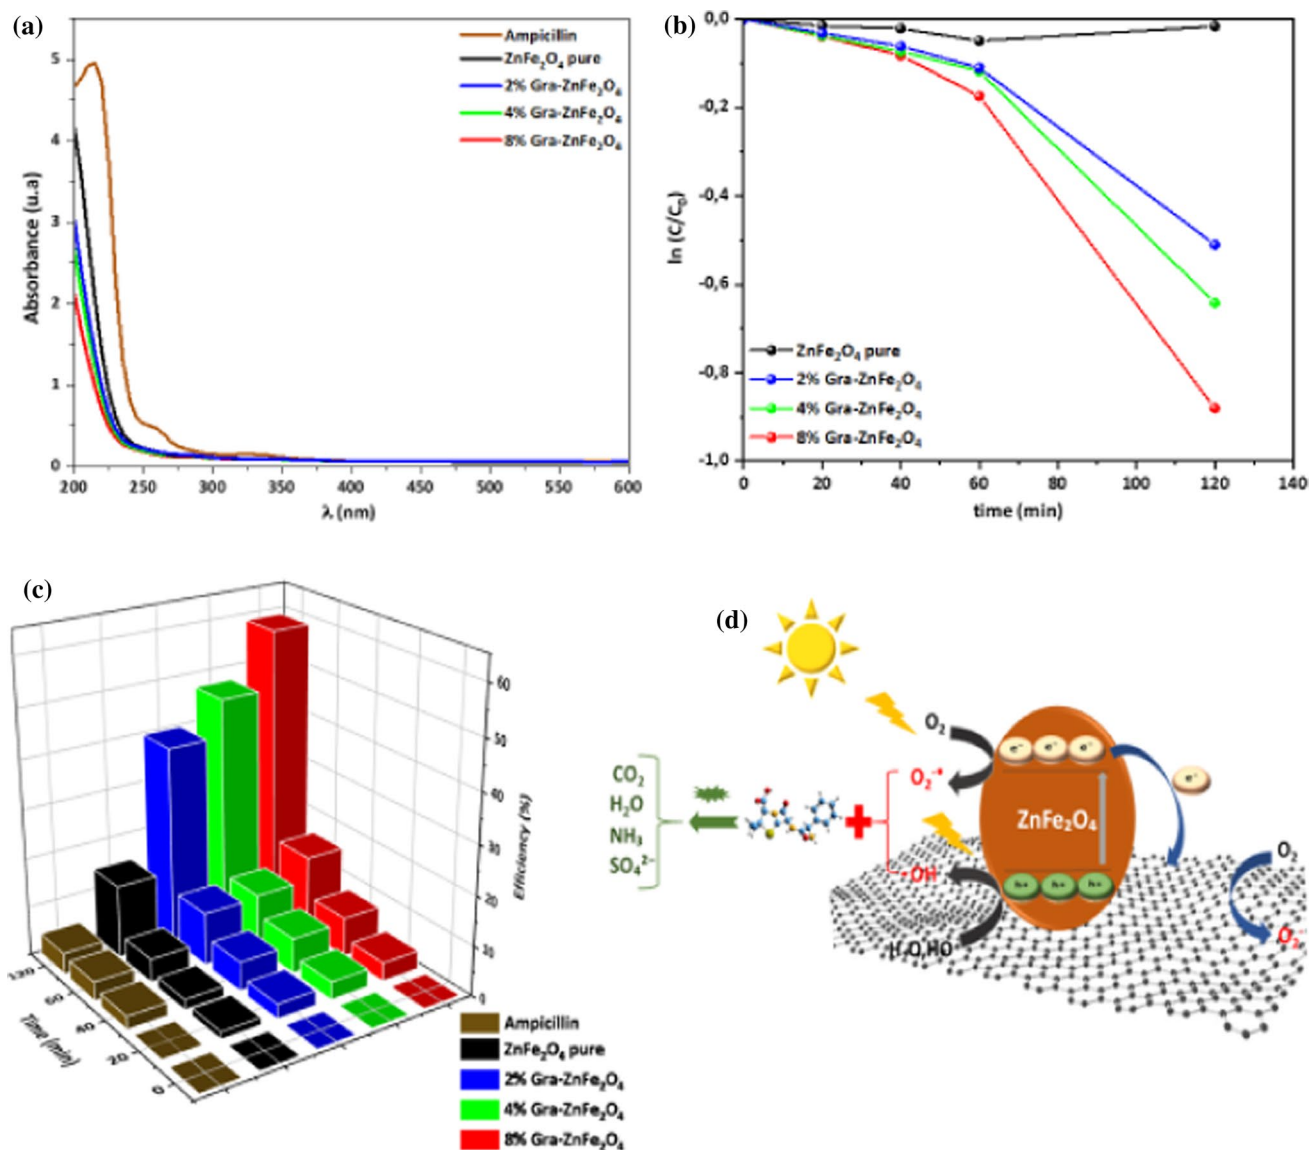 (a)
Ampicillin
ZnFe₂O₄ pure
2% Gra-ZnFe₂O₄
4% Gra-ZnFe₂O₄
8% Gra-ZnFe₂O₄
5
4
3
2
1
0
Absorbance (u.a)
200 250 300 350 400 450 500 550 600
λ (nm)
(b)
0,0
-0,2
-0,4
-0,6
-0,8
-1,0
ln (C/C₀)
ZnFe₂O₄ pure
2% Gra-ZnFe₂O₄
4% Gra-ZnFe₂O₄
8% Gra-ZnFe₂O₄
0 20 40 60 80 100 120 140
time (min)
(c)
60
50
40
30
20
10
0
Efficiency (%)
120
60
40
20
0
Time (min)
Ampicillin
ZnFe₂O₄ pure
2% Gra-ZnFe₂O₄
4% Gra-ZnFe₂O₄
8% Gra-ZnFe₂O₄
(d)
O₂
e⁻ e⁻ e⁻
e⁻
CO₂
H₂O
NH₃
SO₄²⁻
O₂⁻•
ZnFe₂O₄
•OH
h+ h+ h+
O₂